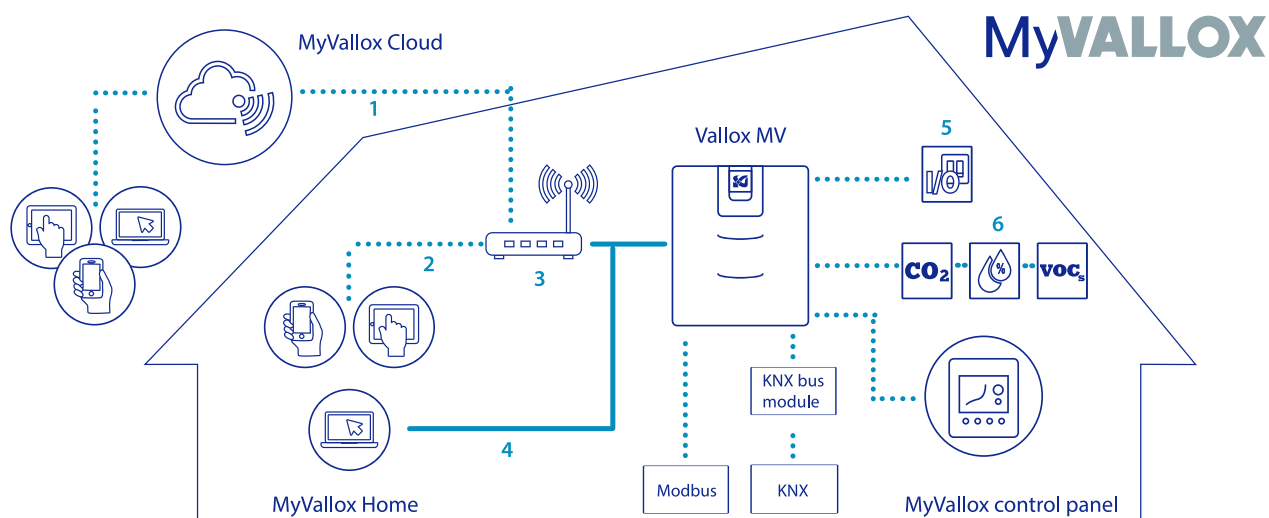 MyVALLOX
MyVallox Cloud
1
Vallox MV
5
I/O
2
3
6
CO₂
%
VOCs
KNX bus
module
4
Modbus
KNX
MyVallox Home
MyVallox control panel